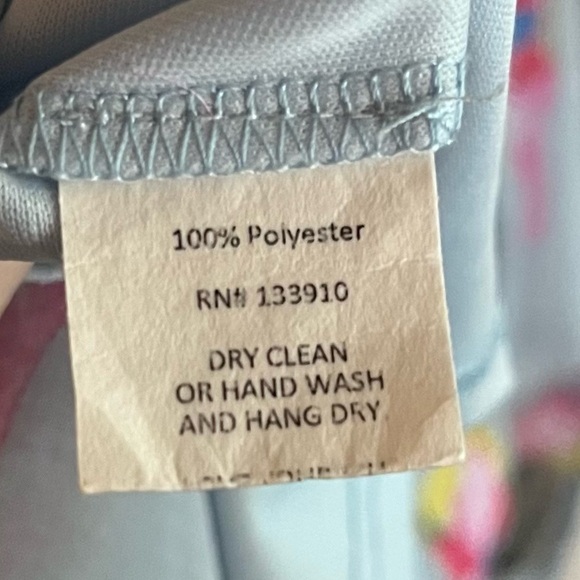 100% Polyester
RN# 133910
DRY CLEAN
OR HAND WASH
AND HANG DRY